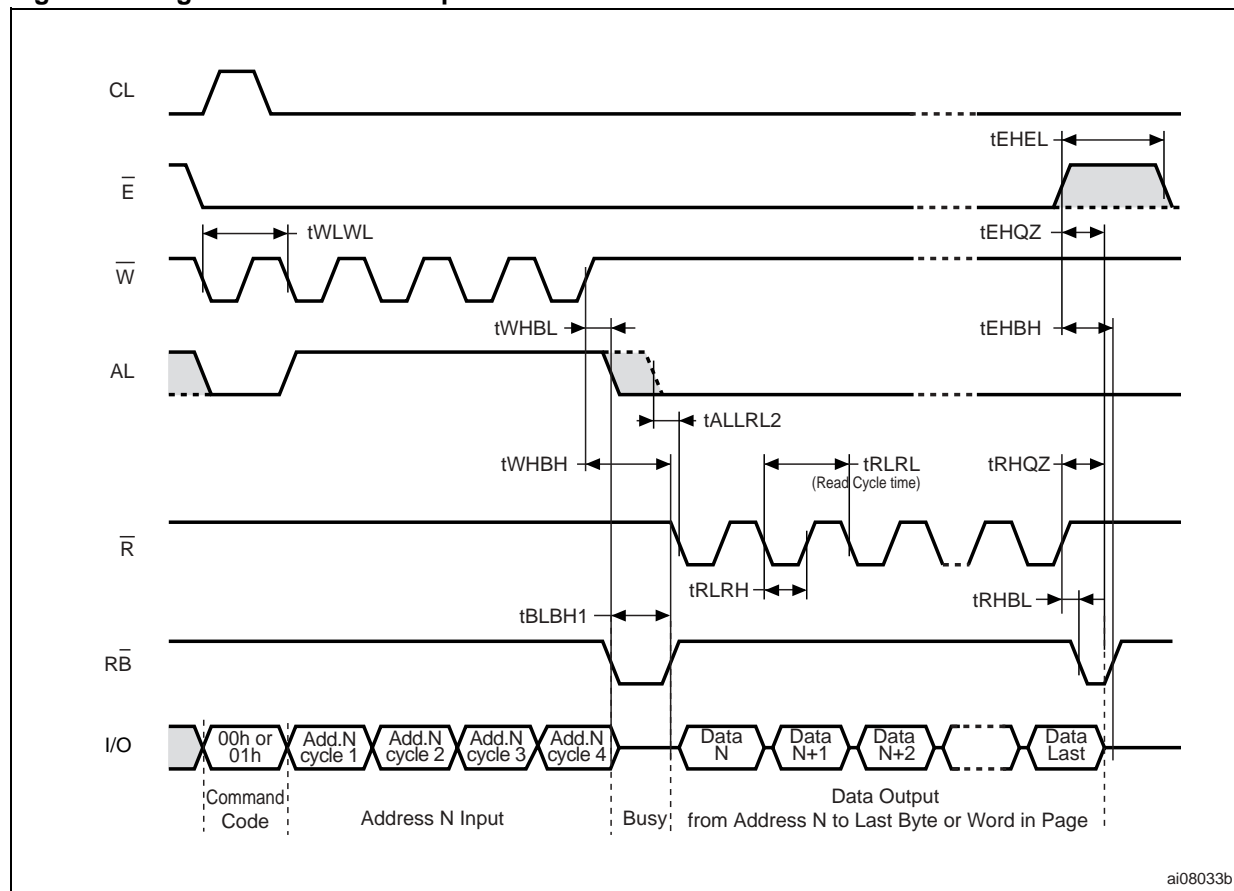 CL
tEHEL
E
tWLWL
tEHQZ
W
tWHBL
tEHBH
AL
tALLRL2
tWHBH
tRLRL
tRHQZ
(Read Cycle time)
R
tRLRH
tRHBL
tBLBH1
RB
I/O
00h or
01h
Add.N
cycle 1
Add.N
cycle 2
Add.N
cycle 3
Add.N
cycle 4
Data
N
Data
N+1
Data
N+2
Data
Last
Command
Code
Address N Input
Busy
Data Output
from Address N to Last Byte or Word in Page
ai08033b